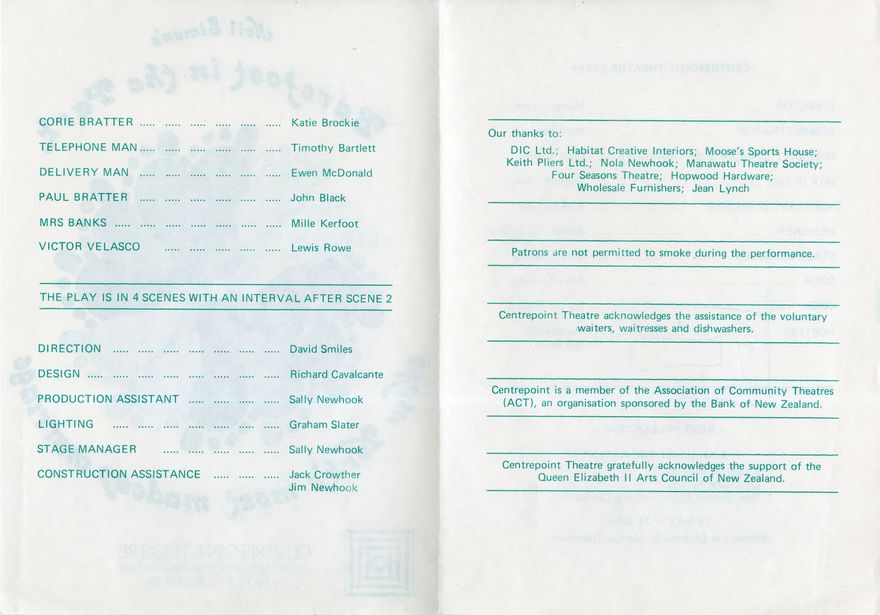 CORIE BRATTER ..... ..... ..... ..... ..... ..... Katie Brockie
TELEPHONE MAN ..... ..... ..... ..... ..... Timothy Bartlett
DELIVERY MAN ..... ..... ..... ..... ..... ..... Ewen McDonald
PAUL BRATTER ..... ..... ..... ..... ..... ..... John Black
MRS BANKS ..... ..... ..... ..... ..... ..... ..... Mille Kerfoot
VICTOR VELASCO ..... ..... ..... ..... ..... Lewis Rowe
THE PLAY IS IN 4 SCENES WITH AN INTERVAL AFTER SCENE 2
DIRECTION ..... ..... ..... ..... ..... ..... ..... David Smiles
DESIGN ..... ..... ..... ..... ..... ..... ..... ..... Richard Cavalcante
PRODUCTION ASSISTANT ..... ..... ..... ..... Sally Newhook
LIGHTING ..... ..... ..... ..... ..... ..... ..... Graham Slater
STAGE MANAGER ..... ..... ..... ..... ..... Sally Newhook
CONSTRUCTION ASSISTANCE ..... ..... ..... Jack Crowther
Jim Newhook
Our thanks to:
DIC Ltd.; Habitat Creative Interiors; Moose's Sports House;
Keith Pliers Ltd.; Nola Newhook; Manawatu Theatre Society;
Four Seasons Theatre; Hopwood Hardware;
Wholesale Furnishers; Jean Lynch
Patrons are not permitted to smoke during the performance.
Centrepoint Theatre acknowledges the assistance of the voluntary
waiters, waitresses and dishwashers.
Centrepoint is a member of the Association of Community Theatres
(ACT), an organisation sponsored by the Bank of New Zealand.
Centrepoint Theatre gratefully acknowledges the support of the
Queen Elizabeth II Arts Council of New Zealand.